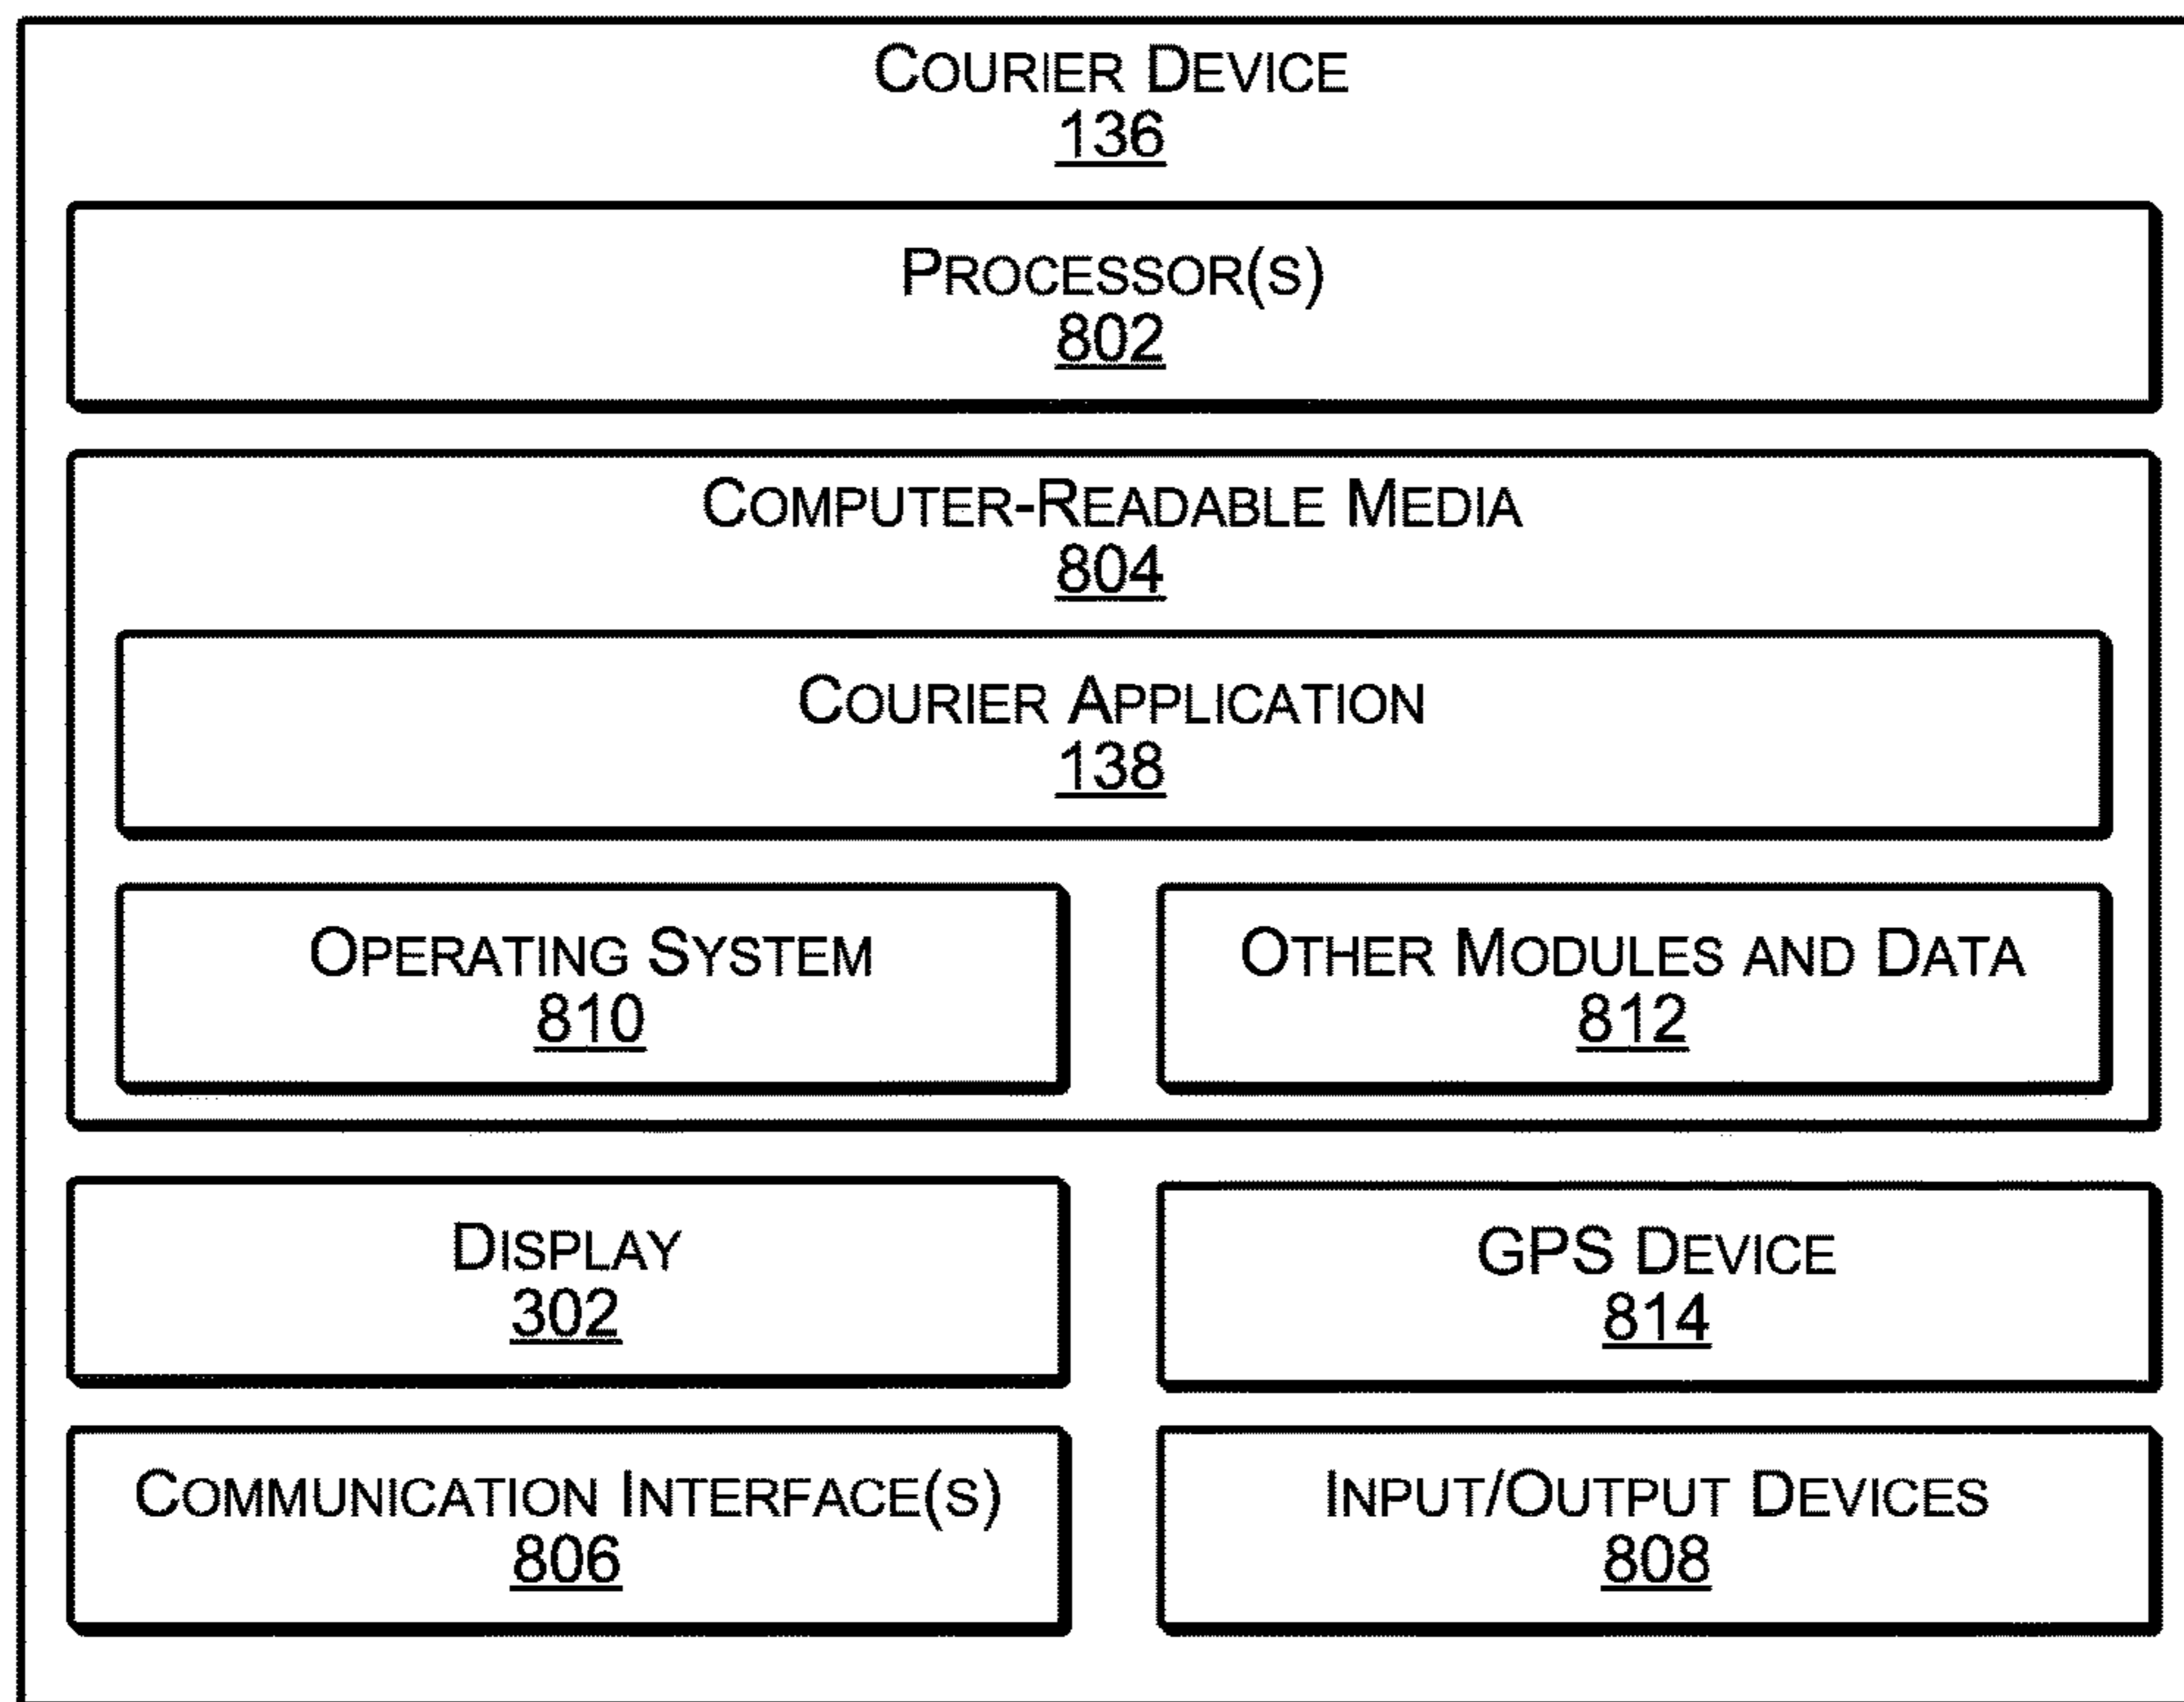 COURIER DEVICE
136
PROCESSOR(S)
802
COMPUTER-READABLE MEDIA
804
COURIER APPLICATION
138
OPERATING SYSTEM
810
OTHER MODULES AND DATA
812
DISPLAY
302
GPS DEVICE
814
COMMUNICATION INTERFACE(S)
806
INPUT/OUTPUT DEVICES
808